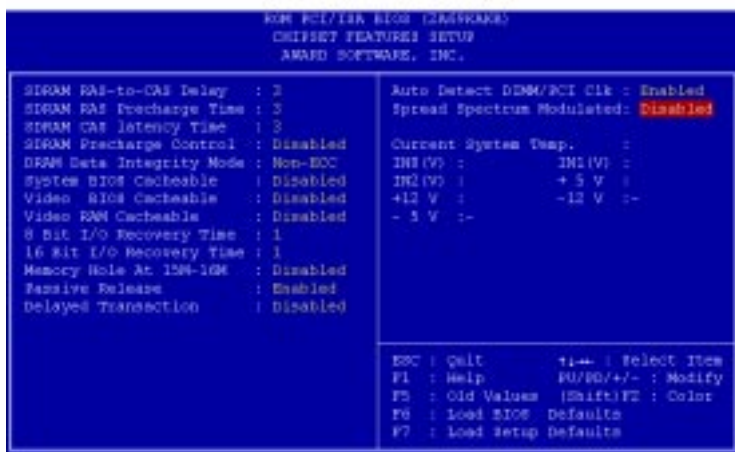 ROM PCI/ISA BIOS (2A69KAKB)
CHIPSET FEATURES SETUP
AWARD SOFTWARE, INC.
SDRAM RAS-to-CAS Delay : 3
SDRAM RAS Precharge Time : 3
SDRAM CAS latency Time : 3
SDRAM Precharge Control : Disabled
DRAM Data Integrity Mode : Non-ECC
System BIOS Cacheable : Disabled
Video BIOS Cacheable : Disabled
Video RAM Cacheable : Disabled
8 Bit I/O Recovery Time : 1
16 Bit I/O Recovery Time : 1
Memory Hole At 15M-16M : Disabled
Passive Release : Enabled
Delayed Transaction : Disabled
Auto Detect DIMM/PCI Clk : Enabled
Spread Spectrum Modulated: Disabled
Current System Temp. :
IN0(V) : IN1(V) :
IN2(V) : + 5 V :
+12 V : -12 V :-
- 5 V :-
ESC : Quit ↑↓→← : Select Item
F1 : Help PU/PD/+/- : Modify
F5 : Old Values (Shift)F2 : Color
F6 : Load BIOS Defaults
F7 : Load Setup Defaults